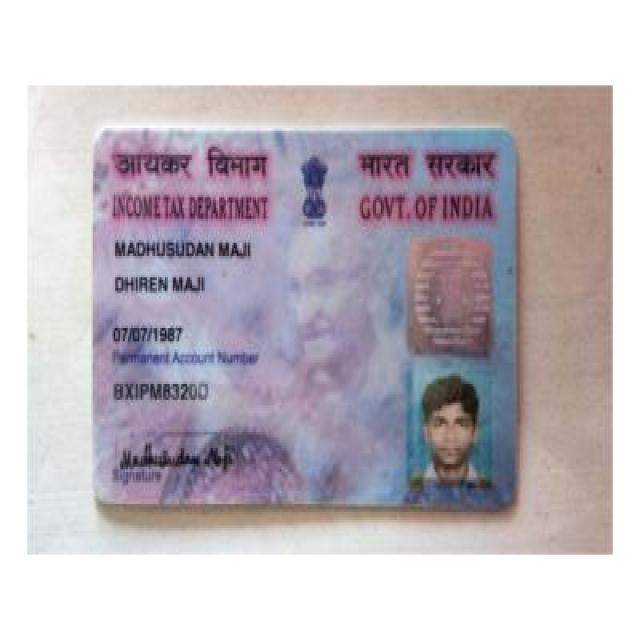 आयकर विभाग
भारत सरकार
INCOME TAX DEPARTMENT
GOVT. OF INDIA
MADHUSUDAN MAJI
DHIREN MAJI
07/07/1987
Permanent Account Number
BXIPM8320D
Madhusudan Maji
Signature